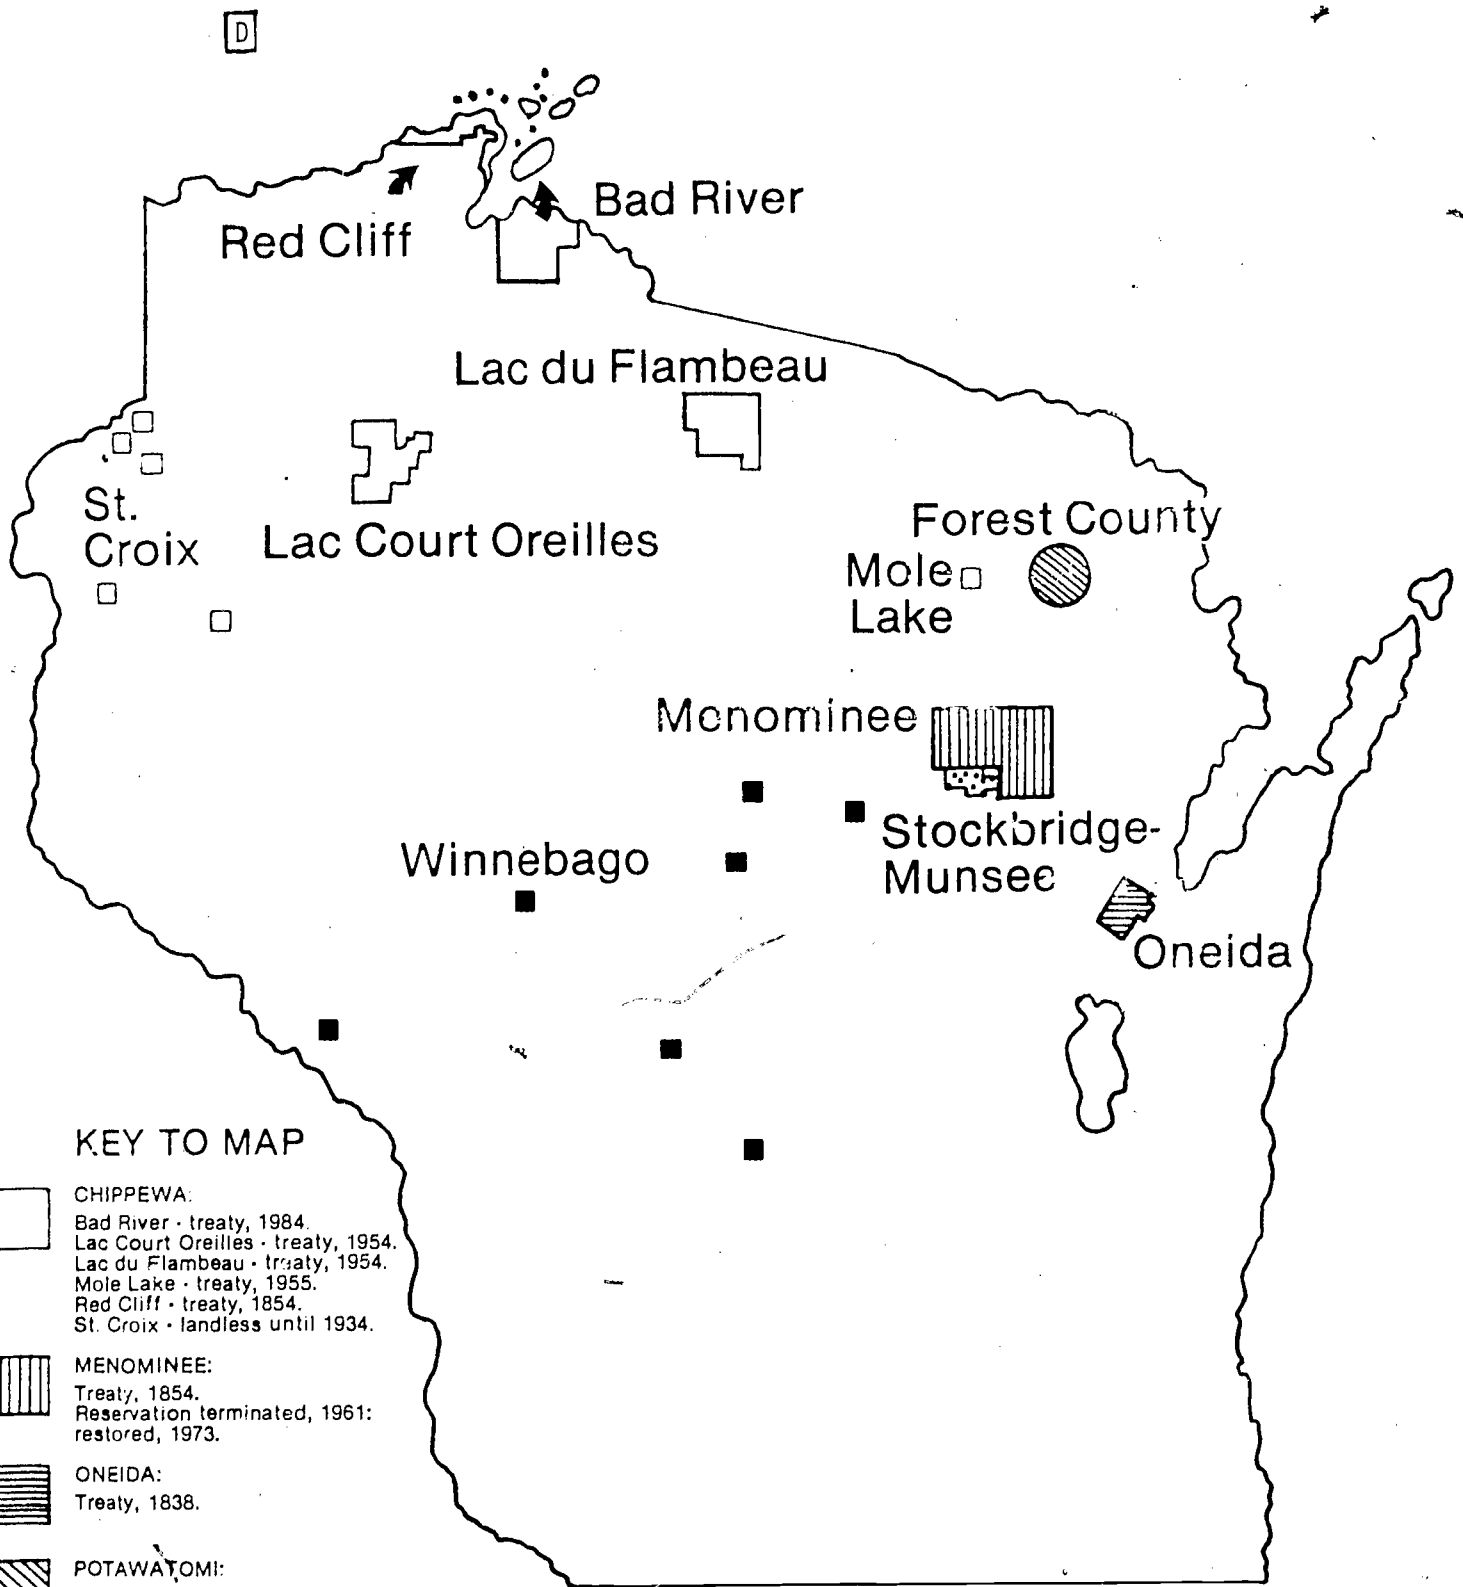 D
Bad River
Red Cliff
Lac du Flambeau
St.
Croix
Lac Court Oreilles
Forest County
Mole
Lake
Menominee
Stockbridge-
Munsee
Winnebago
Oneida
KEY TO MAP
CHIPPEWA:
Bad River · treaty, 1984.
Lac Court Oreilles · treaty, 1954.
Lac du Flambeau · treaty, 1954.
Mole Lake · treaty, 1955.
Red Cliff · treaty, 1854.
St. Croix · landless until 1934.
MENOMINEE:
Treaty, 1854.
Reservation terminated, 1961:
restored, 1973.
ONEIDA:
Treaty, 1838.
POTAWATOMI: